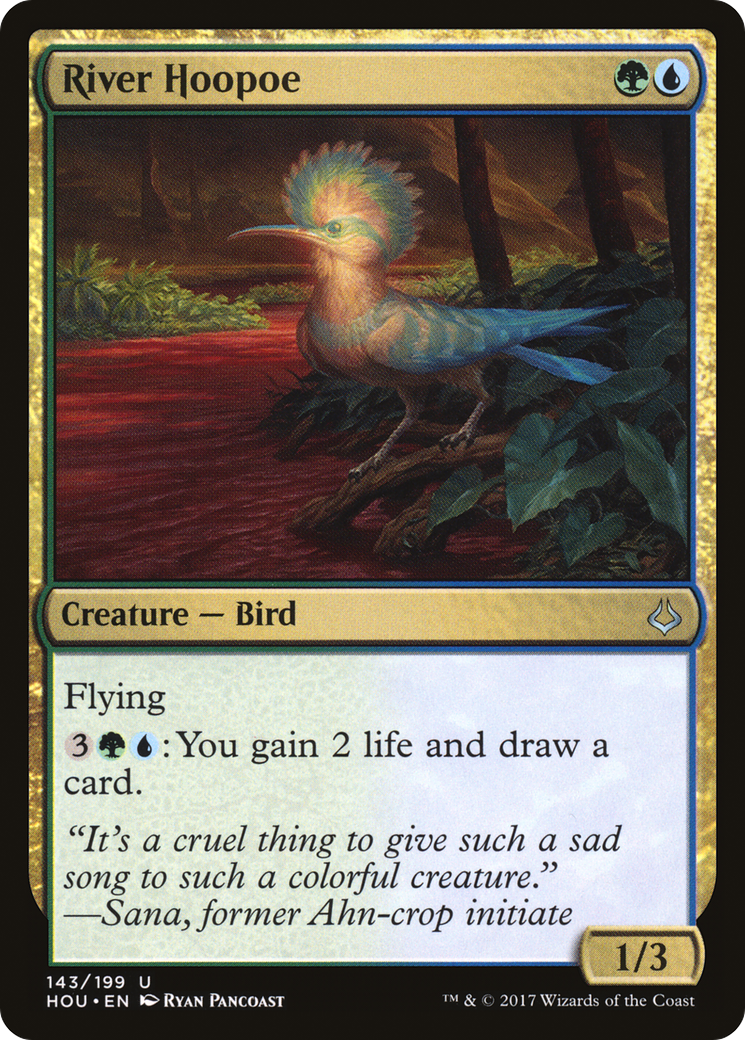 River Hoopoe
Creature — Bird
Flying
3: You gain 2 life and draw a
card.
“It’s a cruel thing to give such a sad
song to such a colorful creature.”
—Sana, former Ahn-crop initiate
1/3
143/199 U
HOU • EN Ryan Pancoast
™ & © 2017 Wizards of the Coast